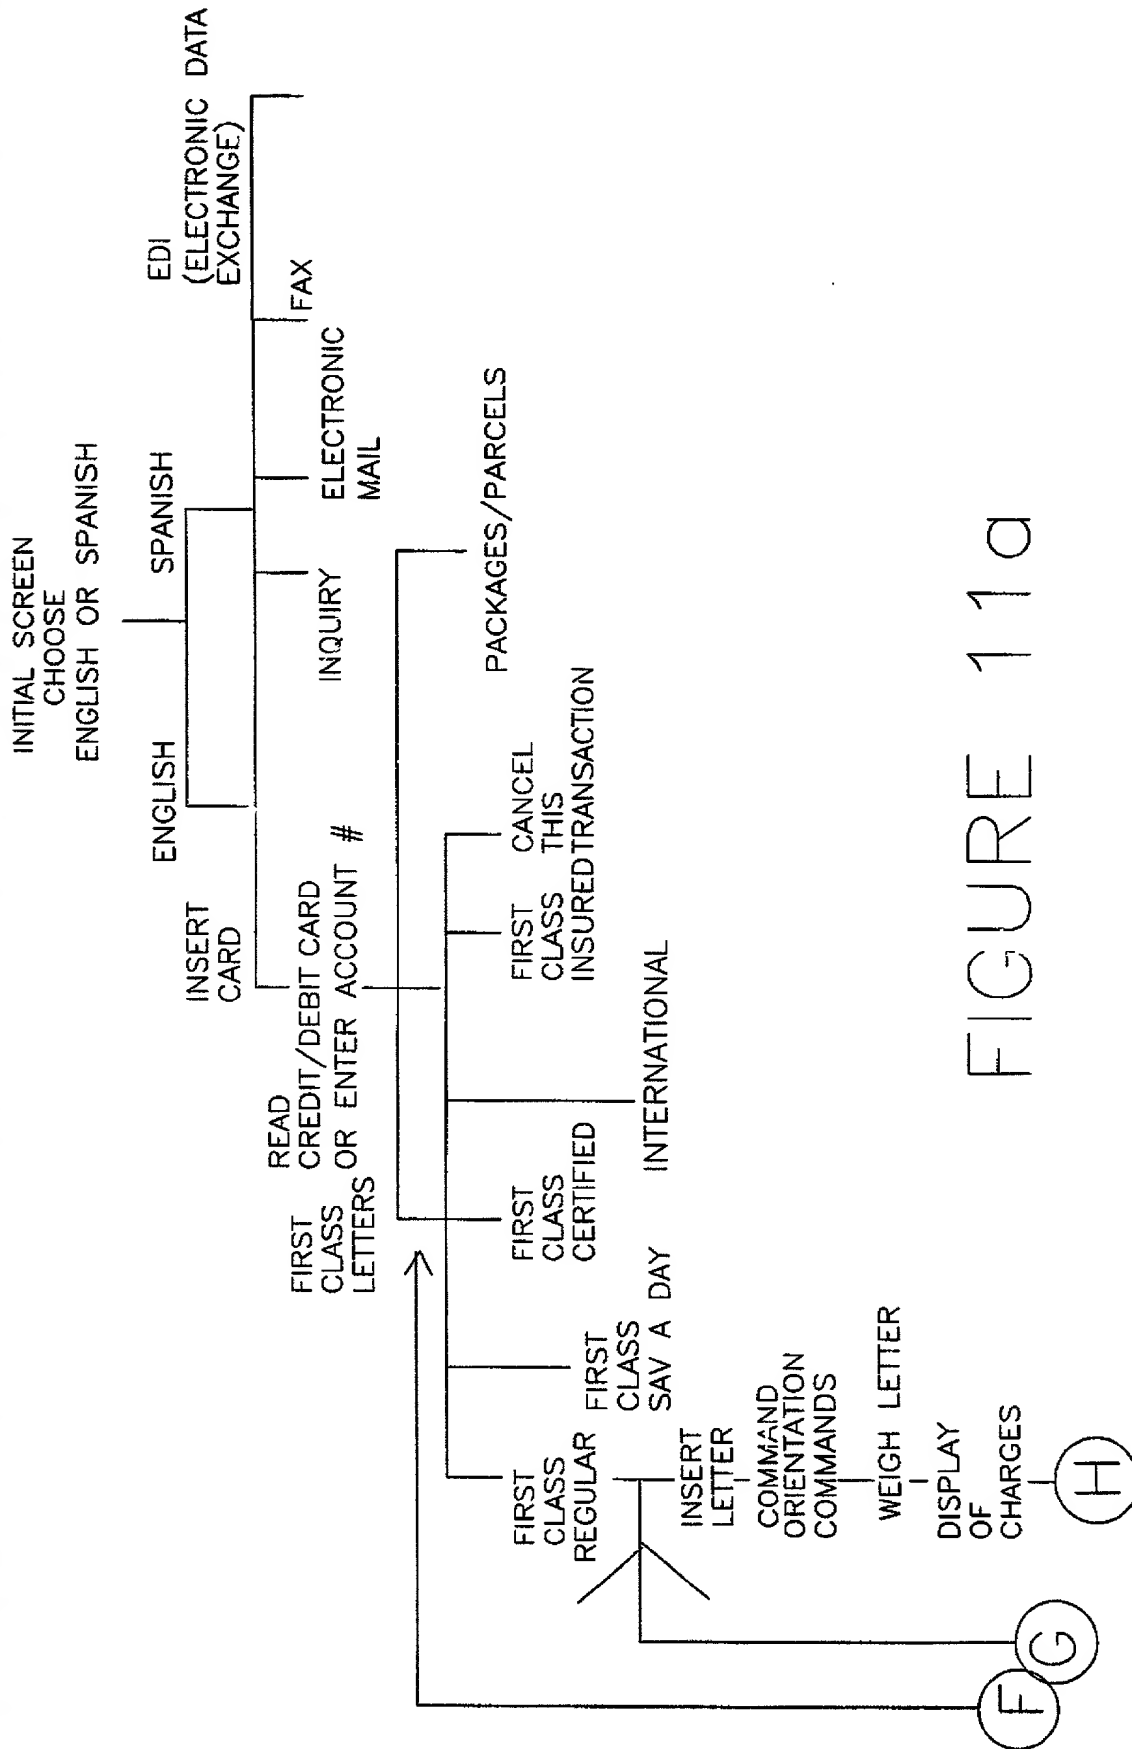 INITIAL SCREEN
CHOOSE
ENGLISH OR SPANISH
ENGLISH
SPANISH
EDI
(ELECTRONIC DATA
EXCHANGE)
INSERT
CARD
INQUIRY
ELECTRONIC
MAIL
FAX
READ
CREDIT/DEBIT CARD
OR ENTER ACCOUNT #
FIRST
CLASS
LETTERS
PACKAGES/PARCELS
FIRST
CLASS
REGULAR
FIRST
CLASS
SAV A DAY
FIRST
CLASS
CERTIFIED
INTERNATIONAL
FIRST
CLASS
INSURED
CANCEL
THIS
TRANSACTION
INSERT
LETTER
COMMAND
ORIENTATION
COMMANDS
WEIGH LETTER
DISPLAY
OF
CHARGES
F
G
H
FIGURE 11a